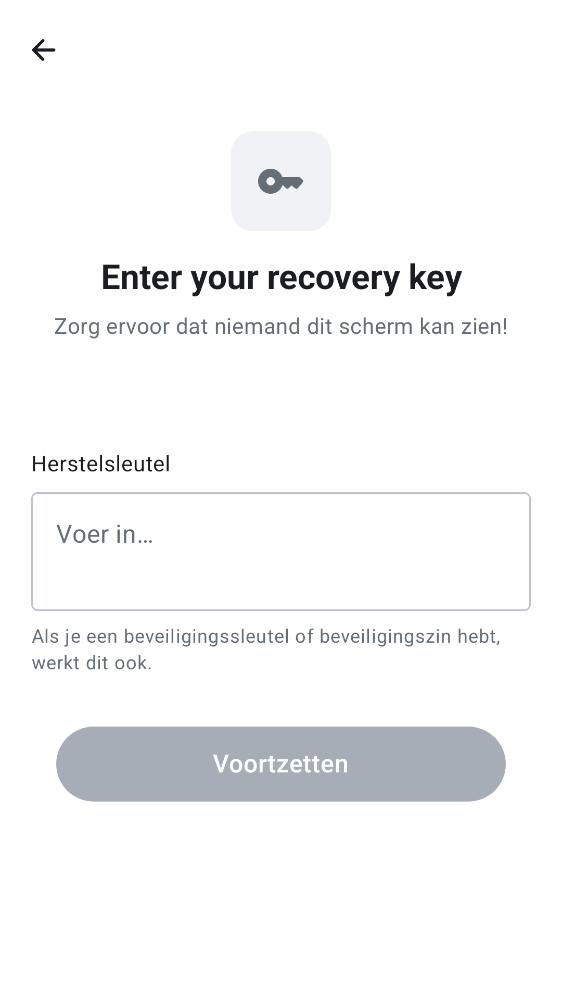 Enter your recovery key
Zorg ervoor dat niemand dit scherm kan zien!
Herstelsleutel
Voer in…
Als je een beveiligingssleutel of beveiligingszin hebt,
werkt dit ook.
Voortzetten